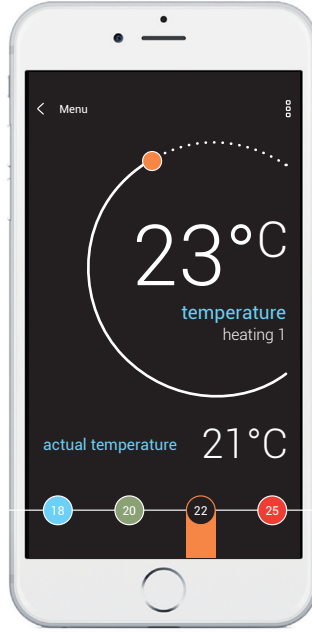 Menu
23°C
temperature
heating 1
actual temperature 21°C
18 20 22 25